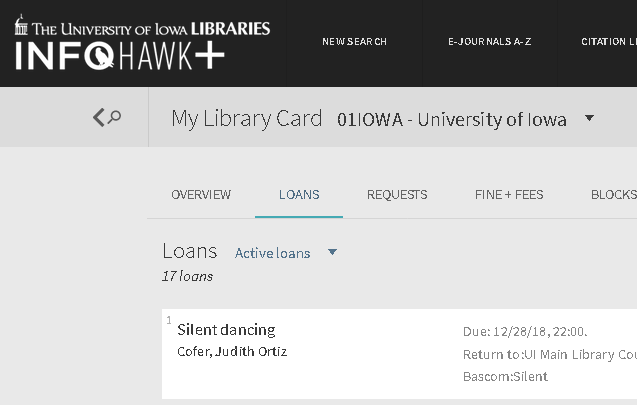 THE UNIVERSITY OF IOWA LIBRARIES
INFOHAWK+
NEW SEARCH
E-JOURNALS A-Z
CITATION
My Library Card 01IOWA - University of Iowa
OVERVIEW
LOANS
REQUESTS
FINE + FEES
BLOCKS
Loans Active loans
17 loans
1
Silent dancing
Cofer, Judith Ortiz
Due: 12/28/18, 22:00.
Return to:UI Main Library
Bascom:Silent